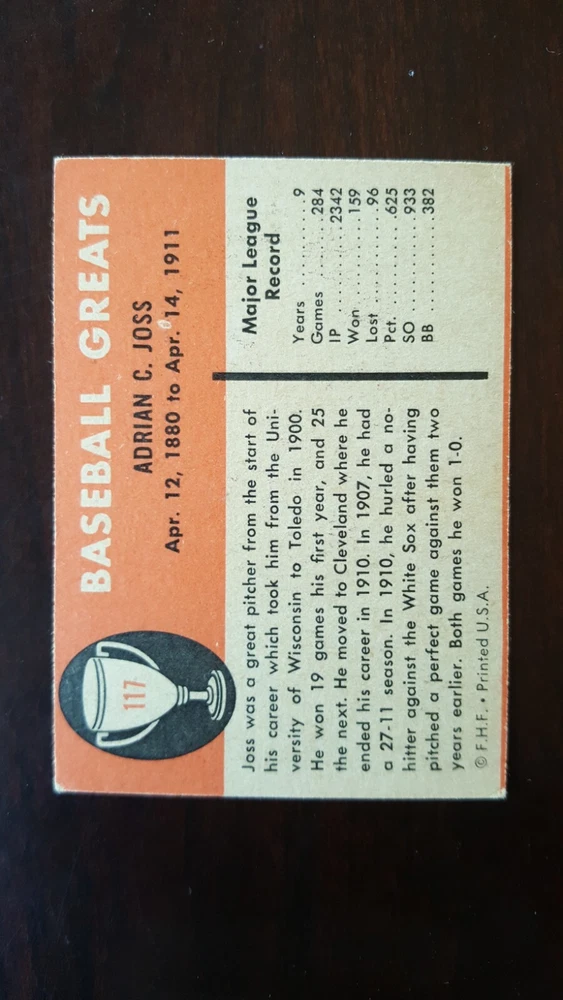 117
BASEBALL GREATS
ADRIAN C. JOSS
Apr. 12, 1880 to Apr. 14, 1911
Joss was a great pitcher from the start of
his career which took him from the Uni-
versity of Wisconsin to Toledo in 1900.
He won 19 games his first year, and 25
the next. He moved to Cleveland where he
ended his career in 1910. In 1907, he had
a 27-11 season. In 1910, he hurled a no-
hitter against the White Sox after having
pitched a perfect game against them two
years earlier. Both games he won 1-0.
© F.H.F. • Printed U.S.A.
Major League
Record
Years .......... 9
Games ........ 284
IP .......... 2342
Won .......... 159
Lost .......... 96
Pct. .......... .625
SO .......... 933
BB .......... 382